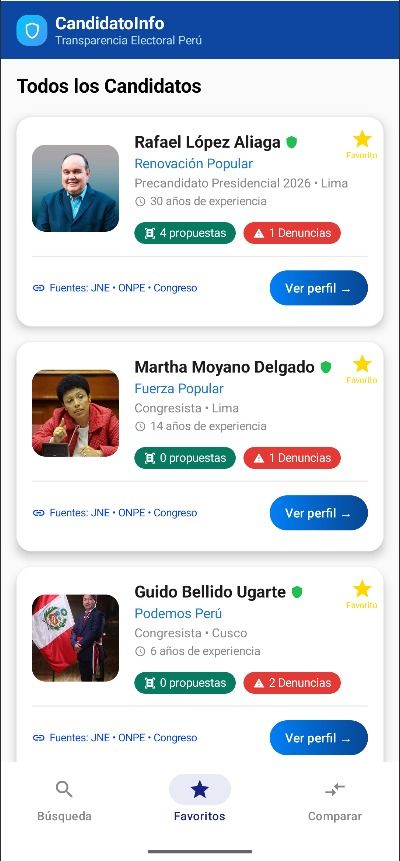 CandidatoInfo
Transparencia Electoral Perú
Todos los Candidatos
Rafael López Aliaga
Favorito
Renovación Popular
Precandidato Presidencial 2026 • Lima
30 años de experiencia
4 propuestas
1 Denuncias
Fuentes: JNE • ONPE • Congreso
Ver perfil →
Martha Moyano Delgado
Favorito
Fuerza Popular
Congresista • Lima
14 años de experiencia
0 propuestas
1 Denuncias
Fuentes: JNE • ONPE • Congreso
Ver perfil →
Guido Bellido Ugarte
Favorito
Podemos Perú
Congresista • Cusco
6 años de experiencia
0 propuestas
2 Denuncias
Fuentes: JNE • ONPE • Congreso
Ver perfil →
Búsqueda
Favoritos
Comparar